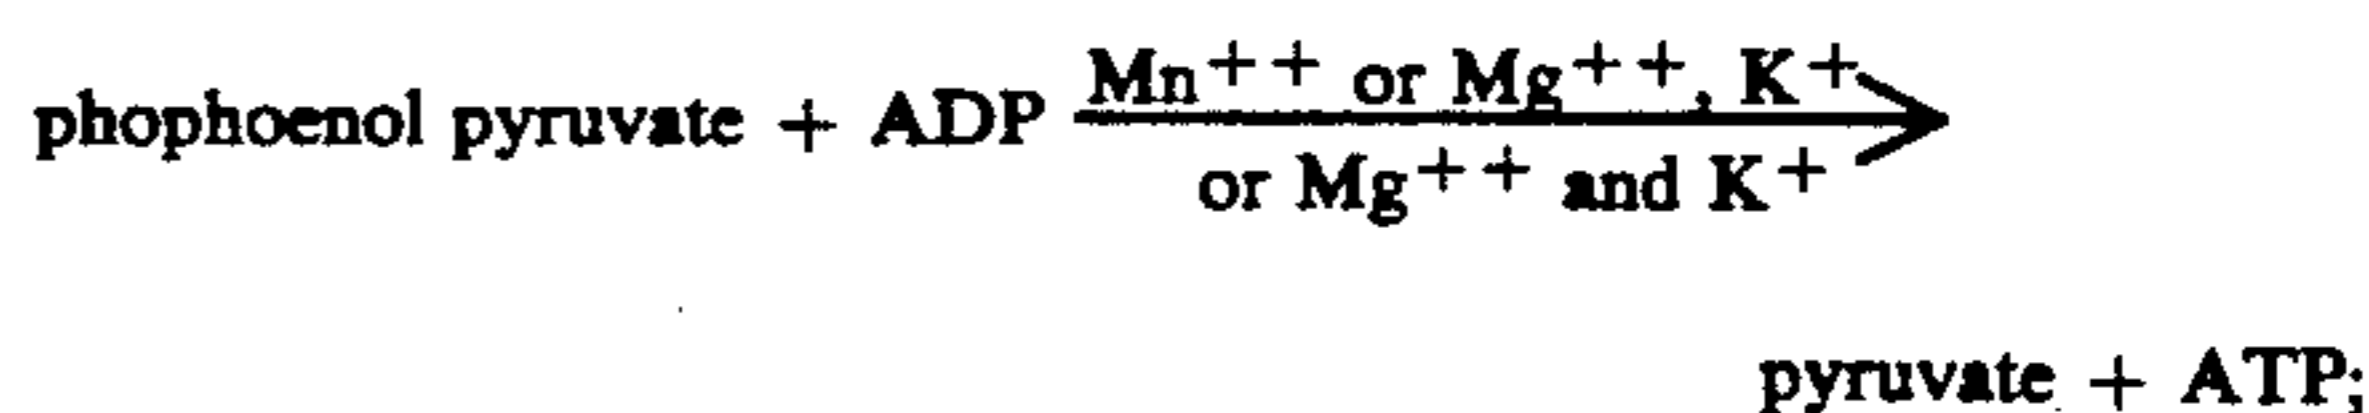 Mn++ or Mg++, K+
phophoenol pyruvate + ADP
or Mg++ and K+
pyruvate + ATP;